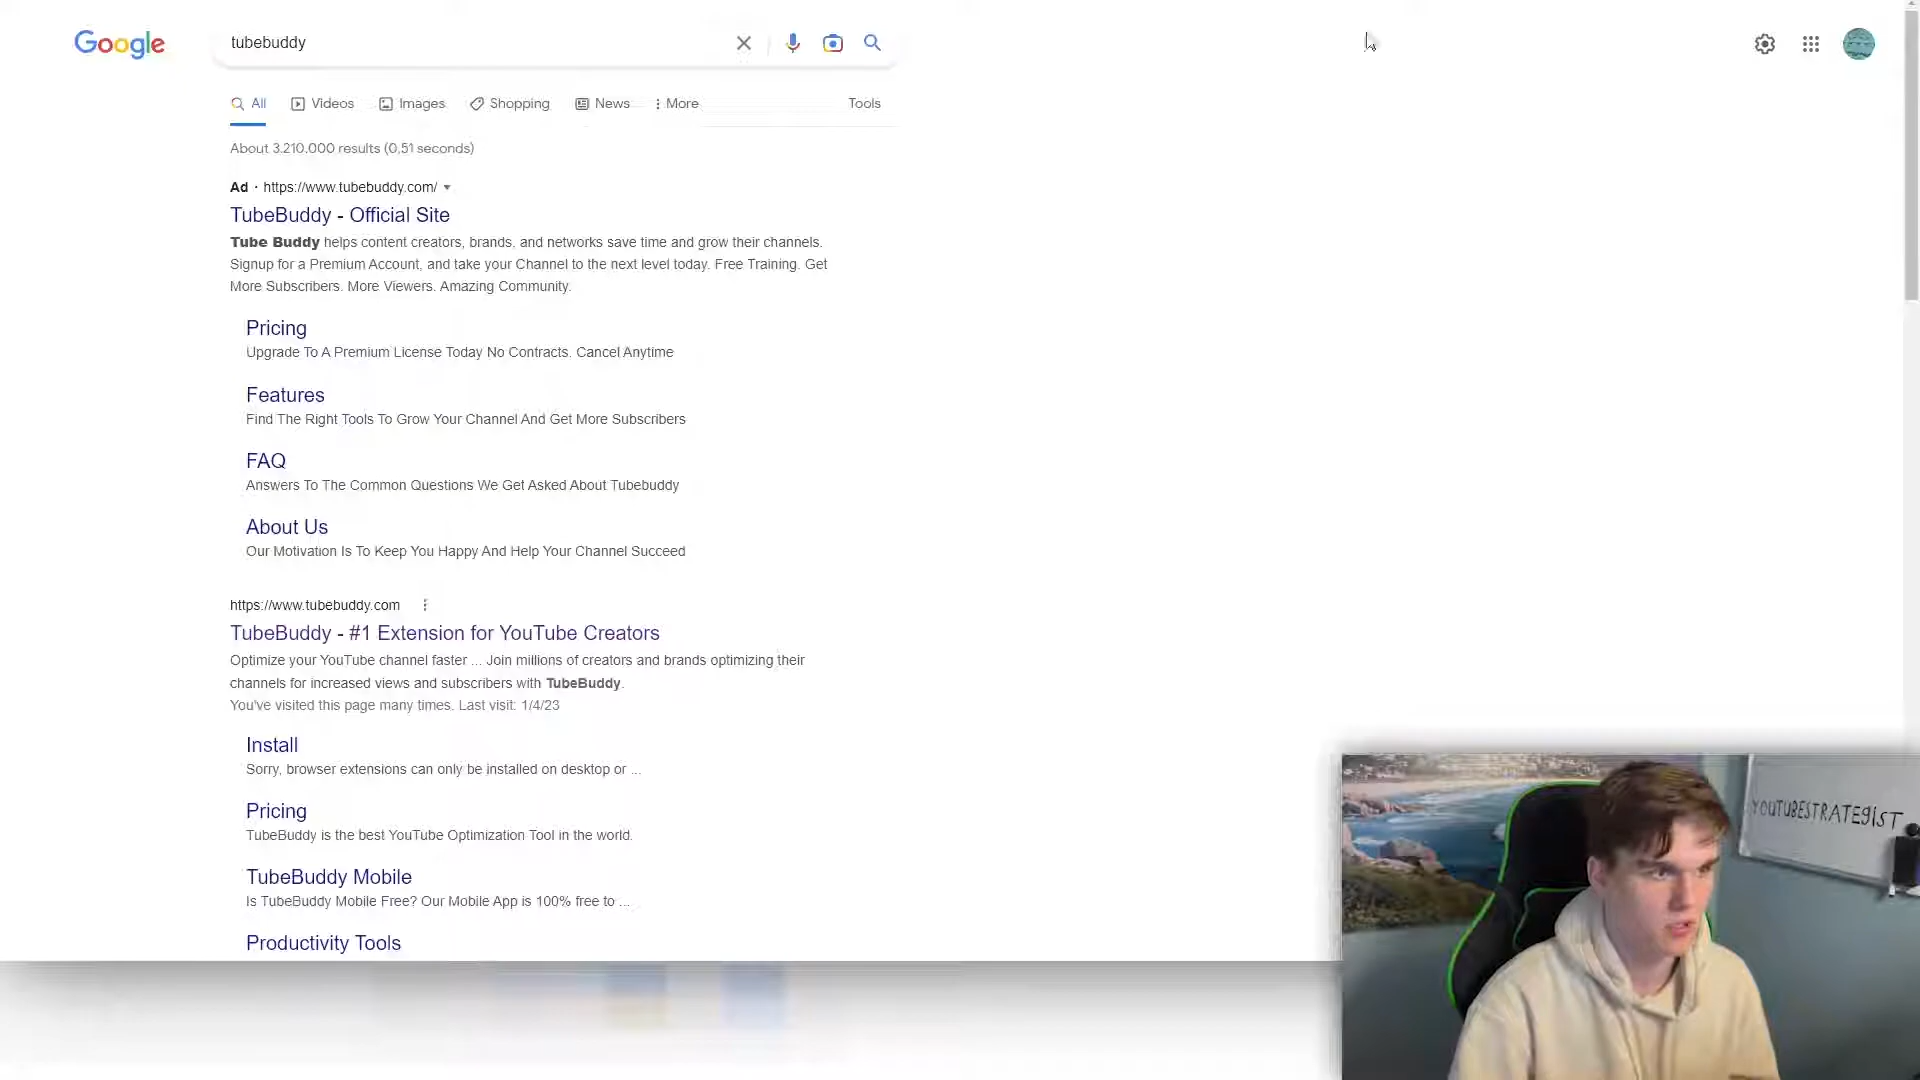 Google
tubebuddy
All
Videos
Images
Shopping
News
More
Tools
About 3,210,000 results (0.51 seconds)
Ad · https://www.tubebuddy.com/
TubeBuddy - Official Site
Tube Buddy helps content creators, brands, and networks save time and grow their channels.
Signup for a Premium Account, and take your Channel to the next level today. Free Training. Get
More Subscribers. More Viewers. Amazing Community.
Pricing
Upgrade To A Premium License Today No Contracts. Cancel Anytime
Features
Find The Right Tools To Grow Your Channel And Get More Subscribers
FAQ
Answers To The Common Questions We Get Asked About Tubebuddy
About Us
Our Motivation Is To Keep You Happy And Help Your Channel Succeed
https://www.tubebuddy.com
TubeBuddy - #1 Extension for YouTube Creators
Optimize your YouTube channel faster ... Join millions of creators and brands optimizing their
channels for increased views and subscribers with TubeBuddy.
You've visited this page many times. Last visit: 1/4/23
Install
Sorry, browser extensions can only be installed on desktop or ...
Pricing
TubeBuddy is the best YouTube Optimization Tool in the world.
TubeBuddy Mobile
Is TubeBuddy Mobile Free? Our Mobile App is 100% free to ...
Productivity Tools
YOUTUBESTRATEGIST